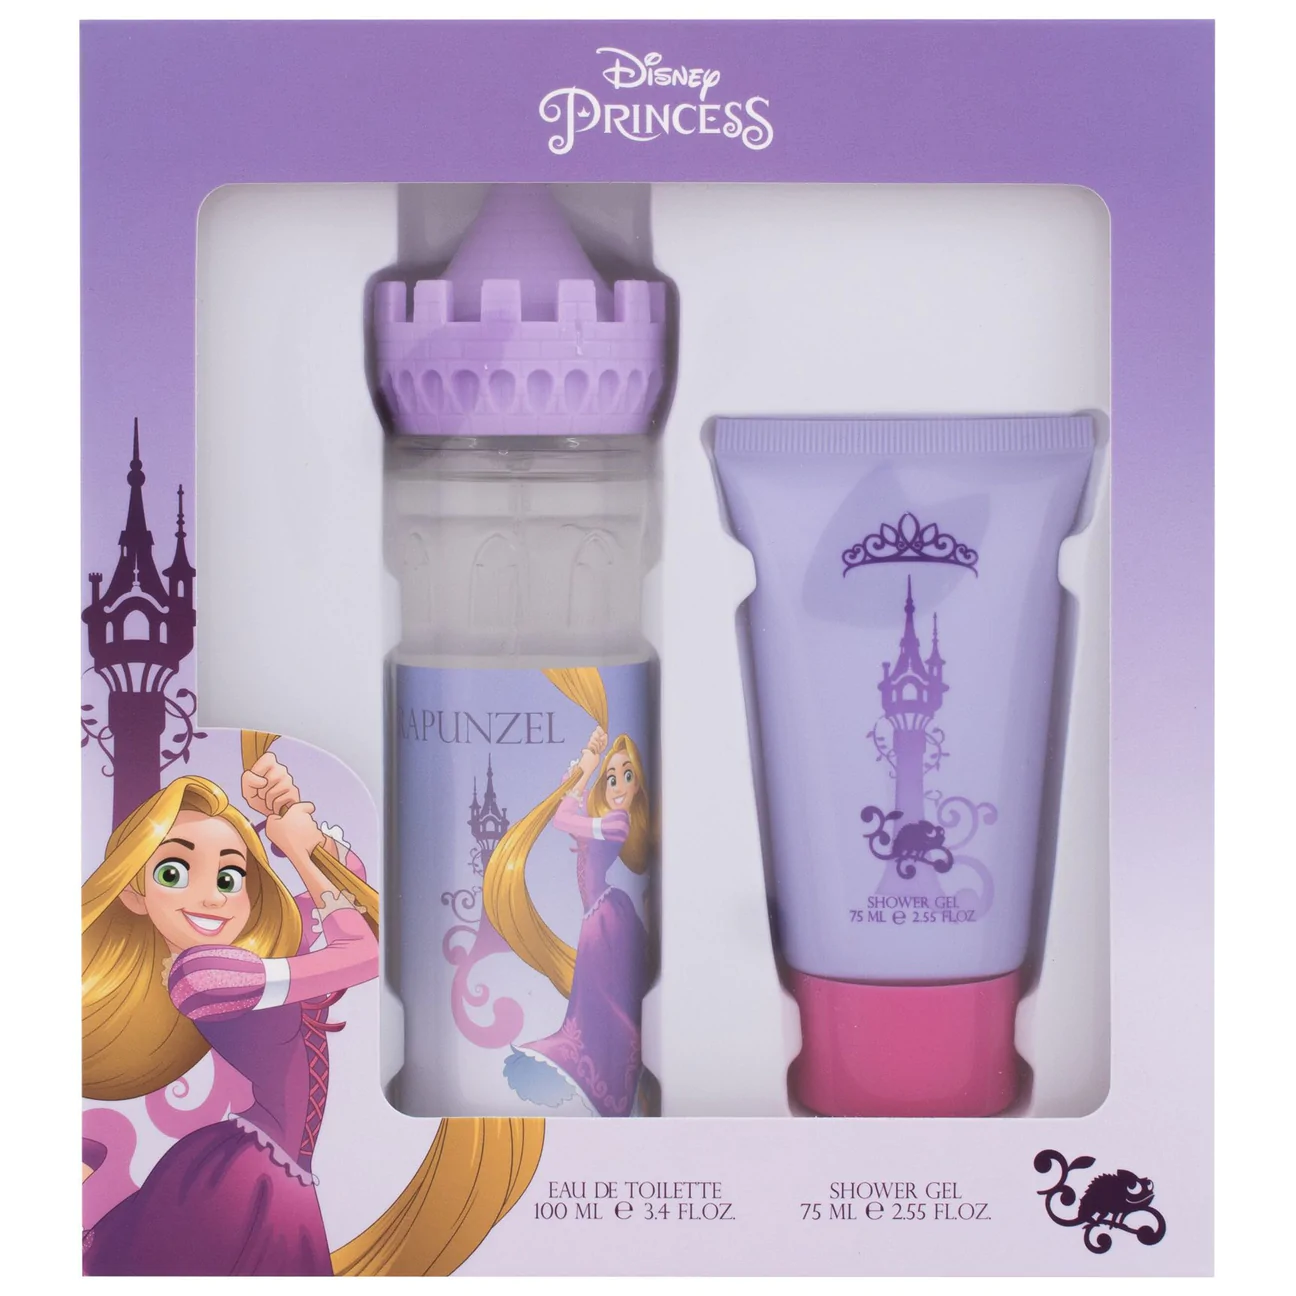 Disney
Princess
RAPUNZEL
SHOWER GEL
75 ML e 2.55 FL.OZ
EAU DE TOILETTE
100 ML e 3.4 FL.OZ.
SHOWER GEL
75 ML e 2.55 FL.OZ.